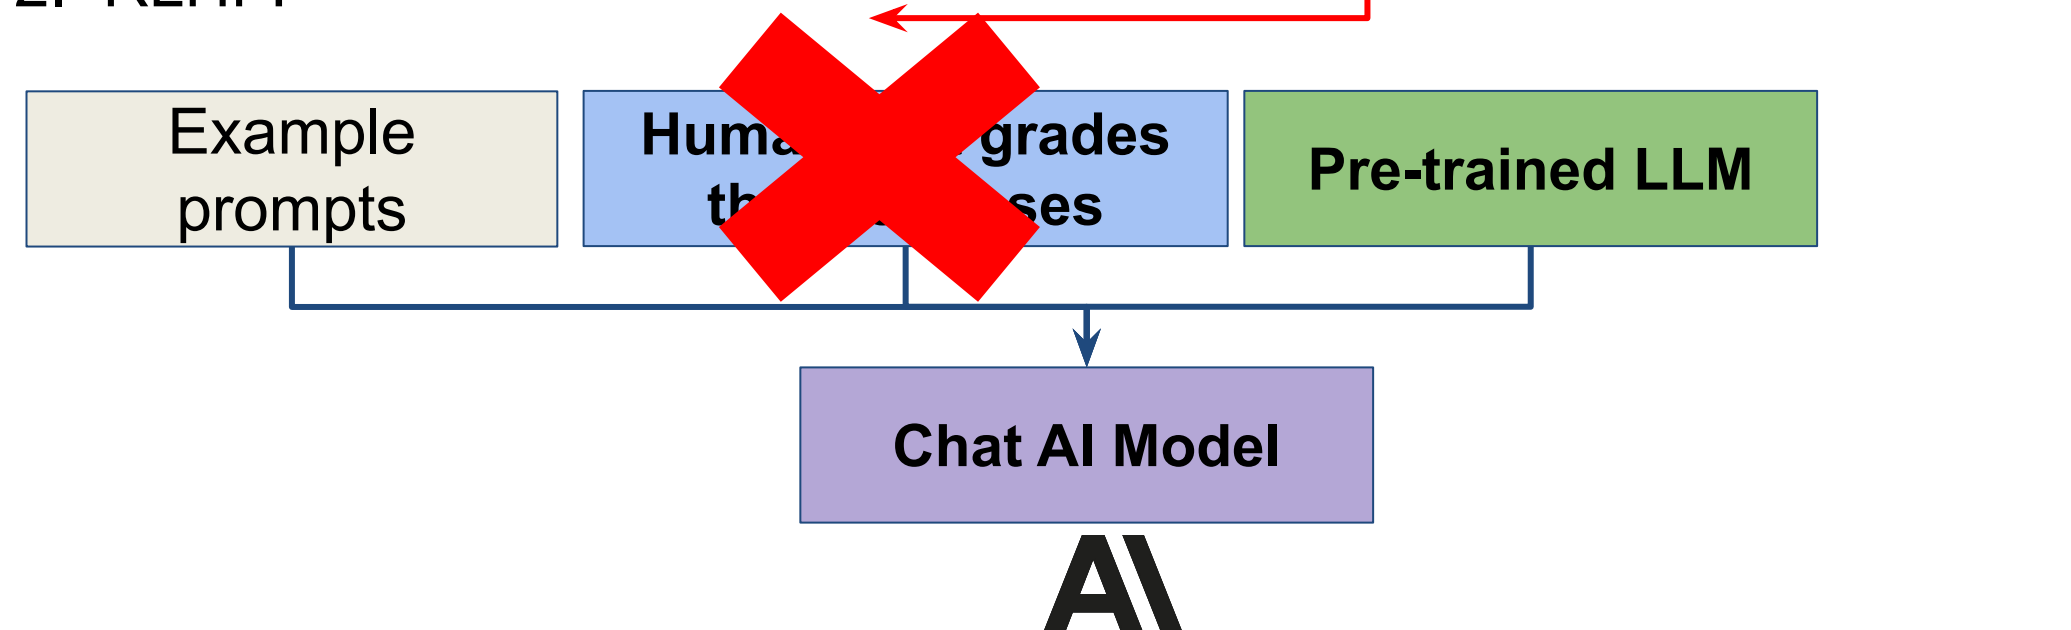 Example
prompts
Huma grades
th ses
Pre-trained LLM
Chat AI Model
A\